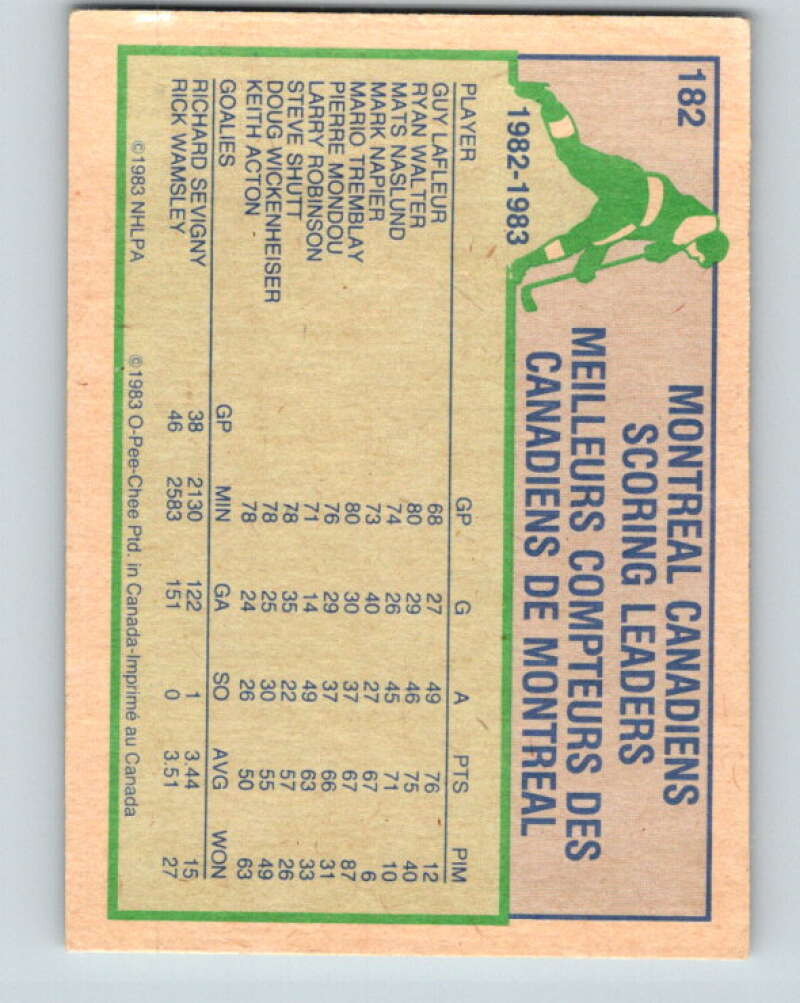 182
MONTREAL CANADIENS
SCORING LEADERS
MEILLEURS COMPTEURS DES
CANADIENS DE MONTREAL
1982-1983
PLAYER GP G A PTS PIM
GUY LAFLEUR 68 27 49 76 12
RYAN WALTER 80 29 46 75 40
MATS NASLUND 74 26 45 71 10
MARK NAPIER 73 40 27 67 6
MARIO TREMBLAY 80 30 37 67 87
PIERRE MONDOU 76 29 37 66 31
LARRY ROBINSON 71 14 49 63 33
STEVE SHUTT 78 35 22 57 26
DOUG WICKENHEISER 78 25 30 55 49
KEITH ACTON 78 24 26 50 63
GOALIES GP MIN GA SO AVG WON
RICHARD SEVIGNY 38 2130 122 1 3.44 15
RICK WAMSLEY 46 2583 151 0 3.51 27
©1983 NHLPA ©1983 O-Pee-Chee Ptd. in Canada-Imprimé au Canada